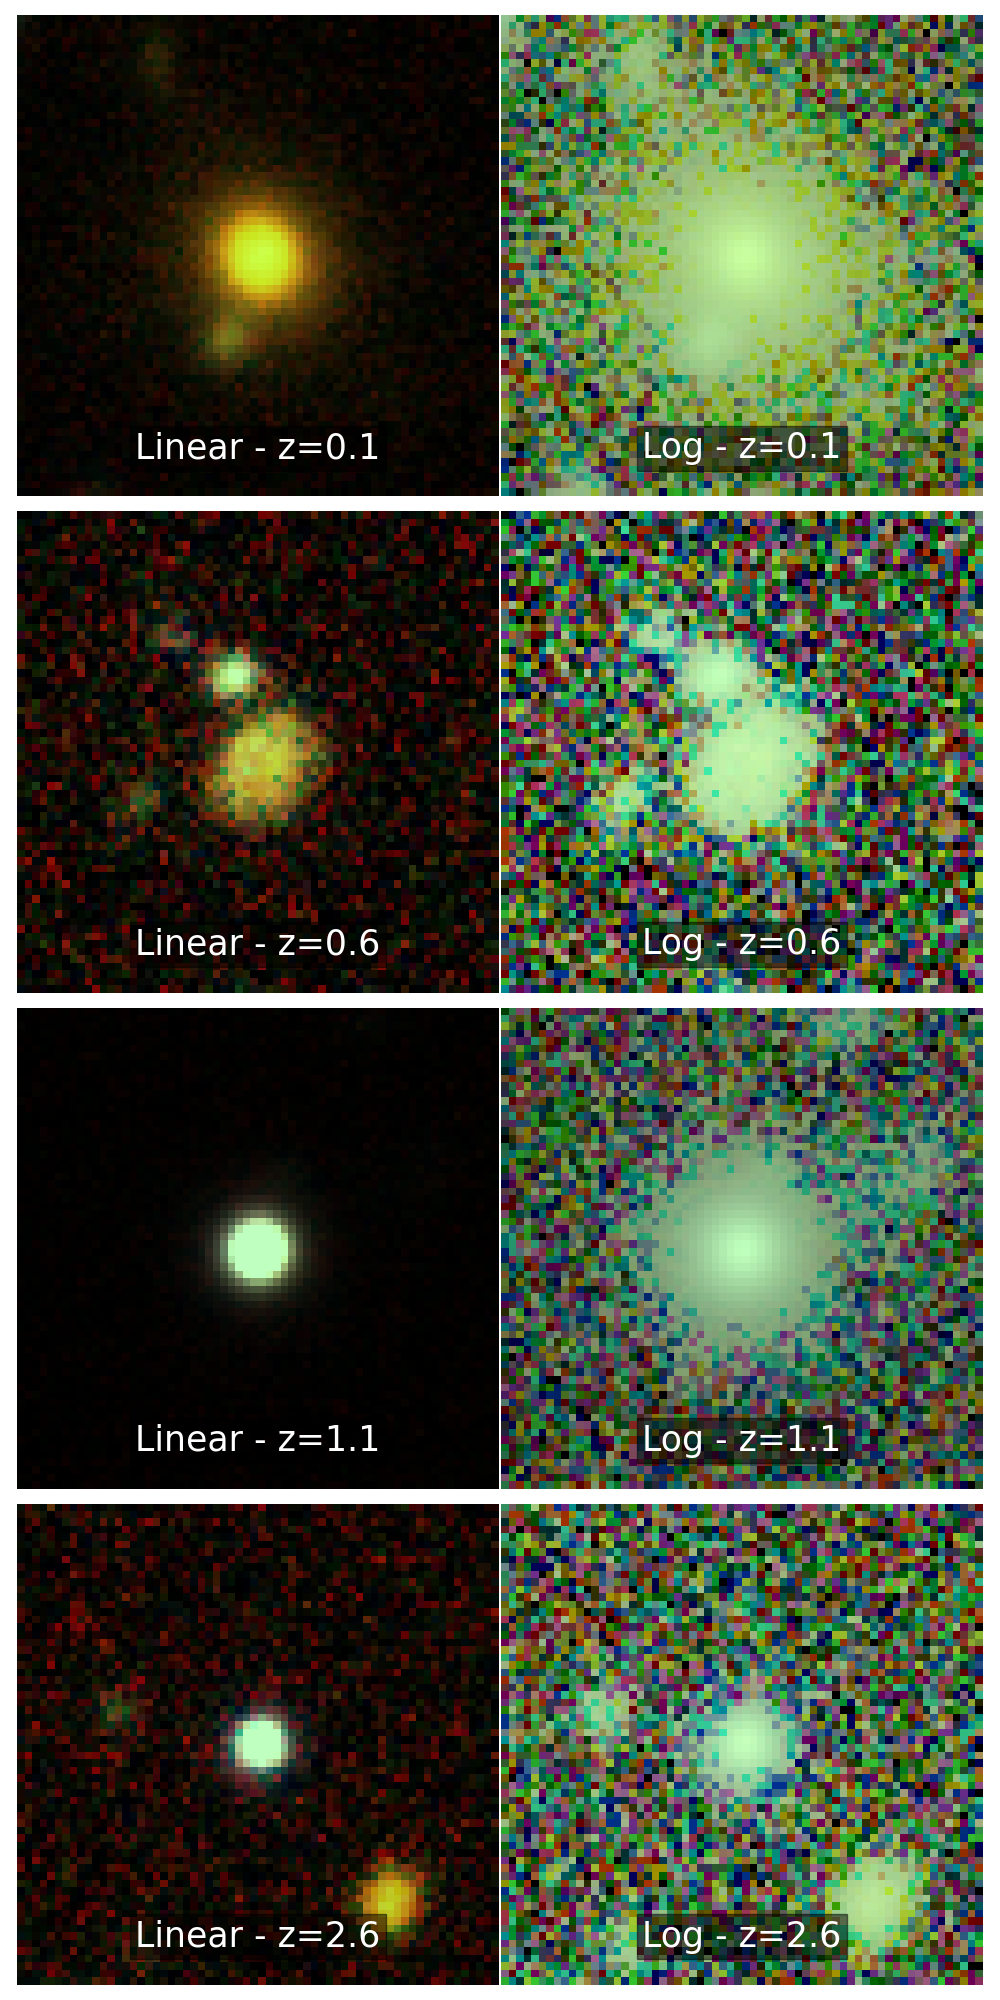 Linear - z=0.1
Log - z=0.1
Linear - z=0.6
Log - z=0.6
Linear - z=1.1
Log - z=1.1
Linear - z=2.6
Log - z=2.6